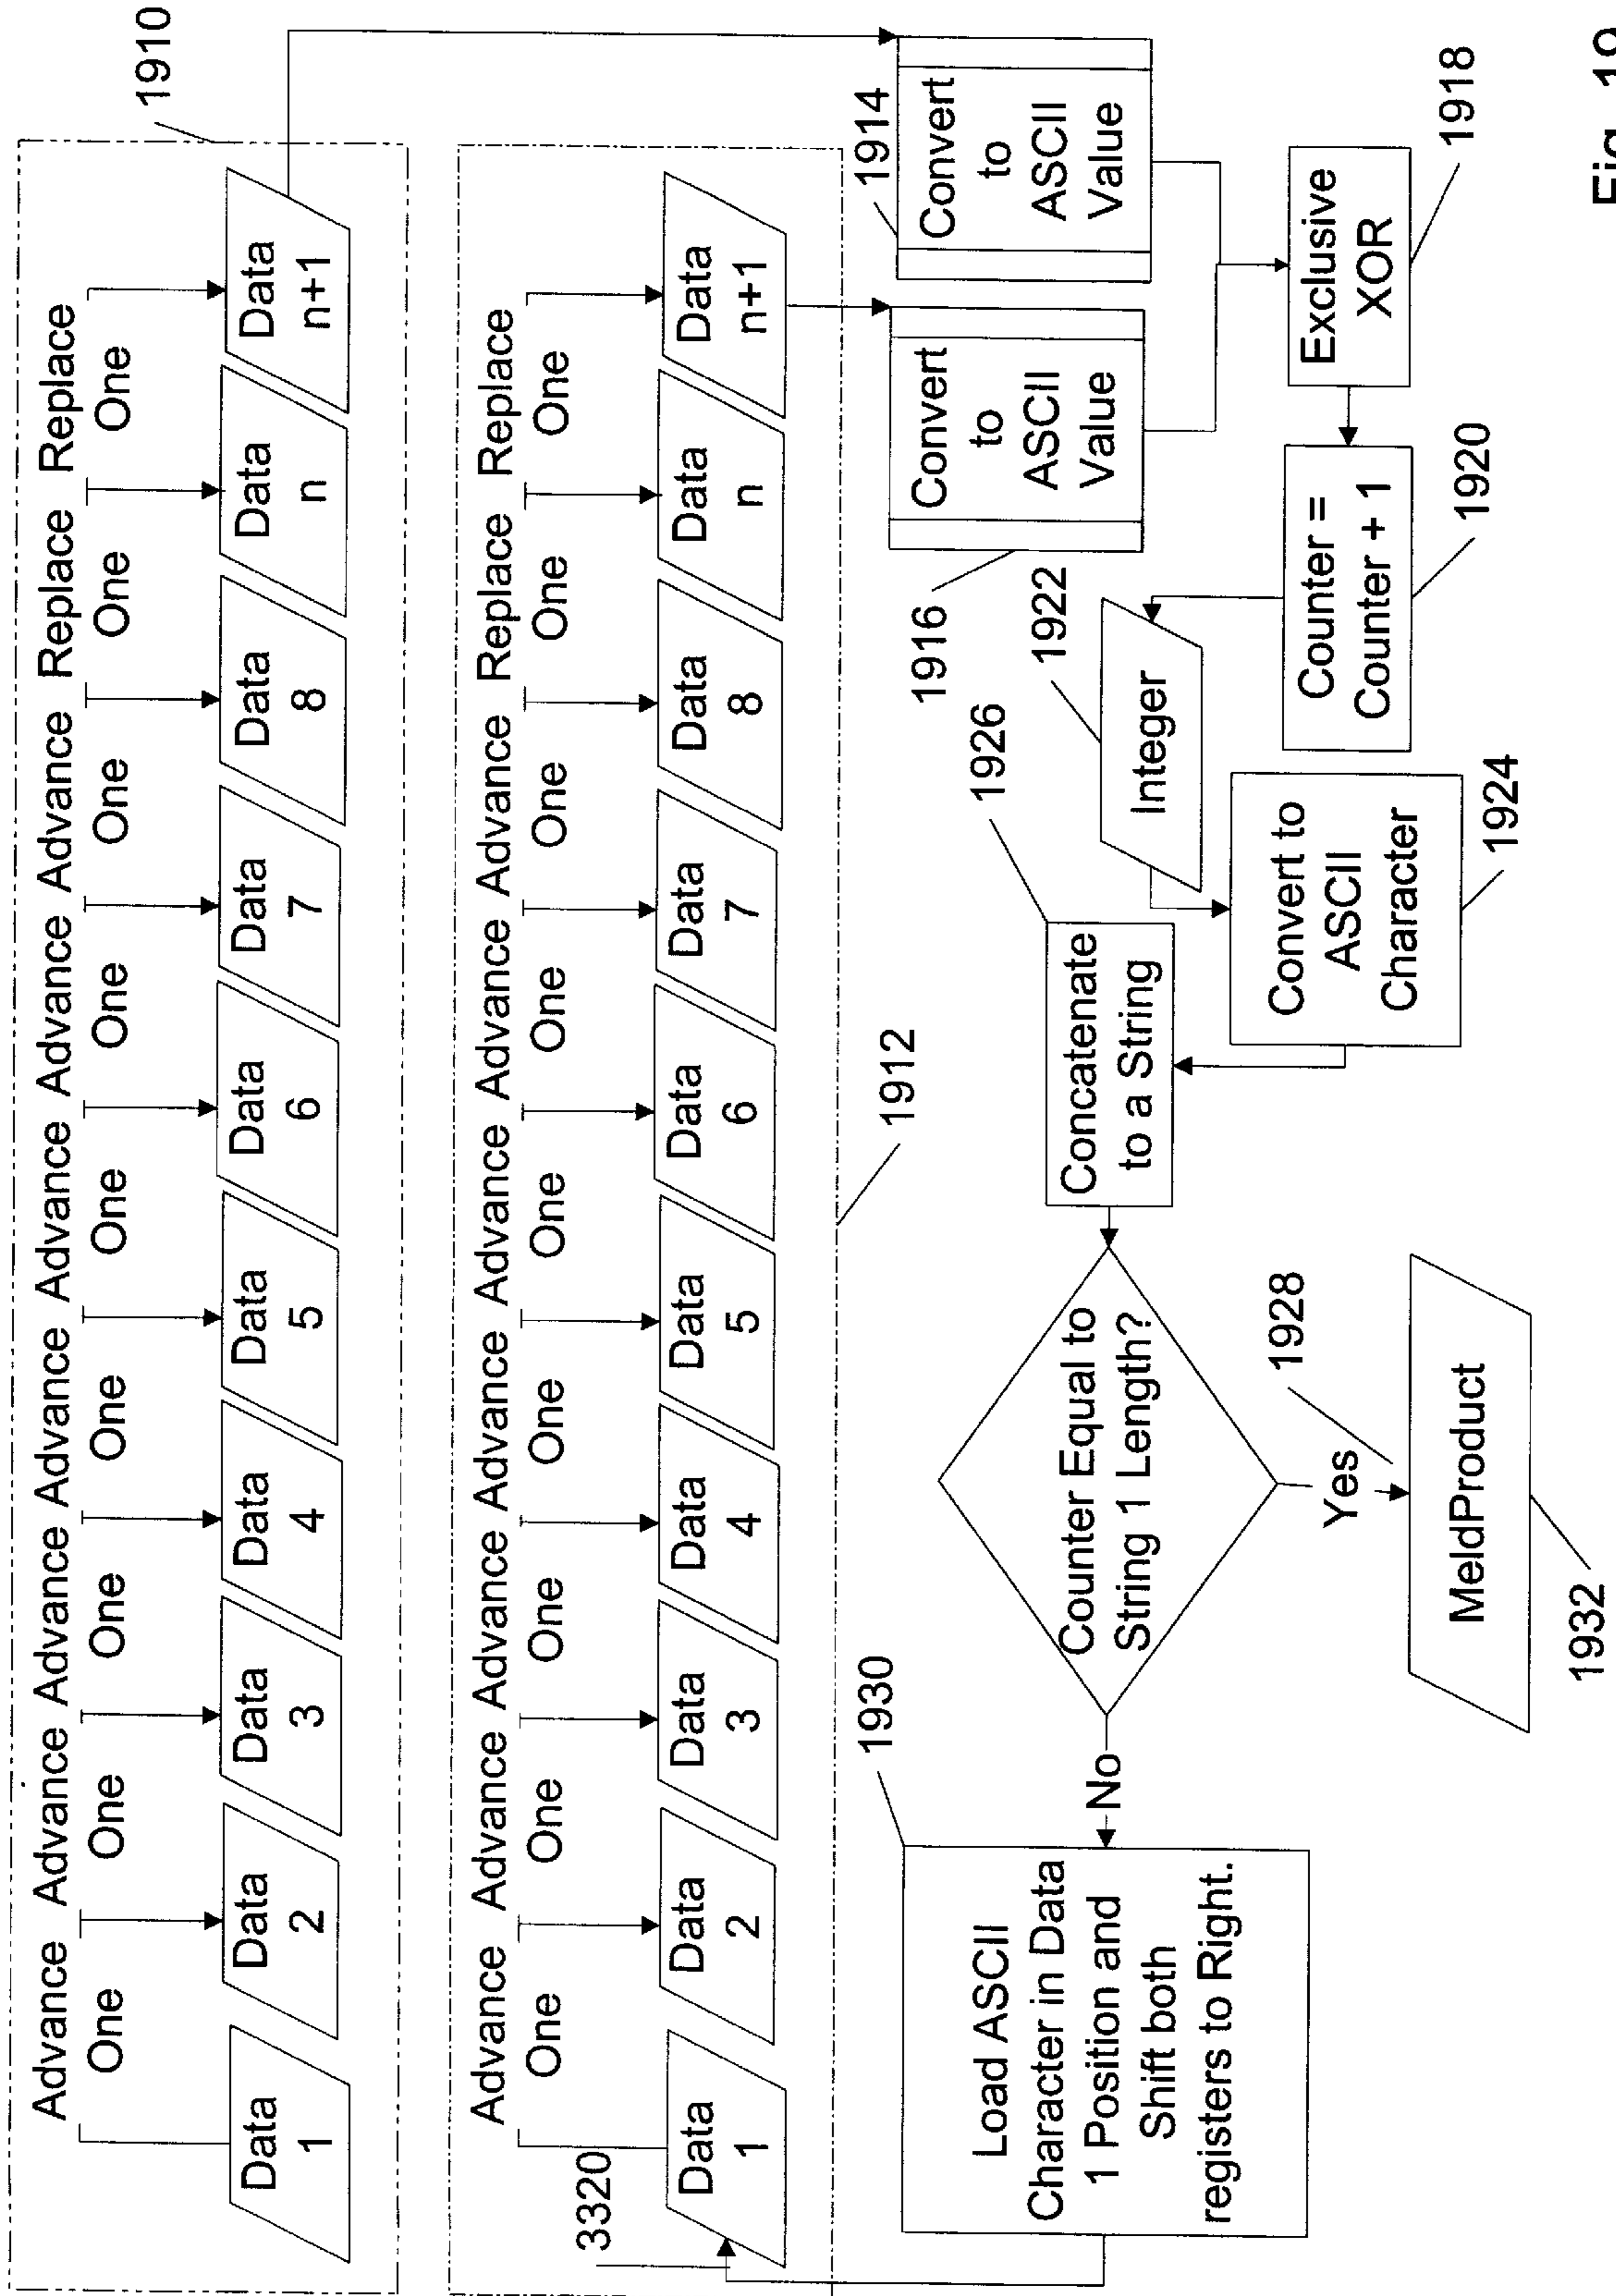 1910
Advance Advance Advance Advance Advance Advance Advance Replace Replace
One One One One One One One One One
Data
1
Data
2
Data
3
Data
4
Data
5
Data
6
Data
7
Data
8
Data
n
Data
n+1
Advance Advance Advance Advance Advance Advance Advance Replace Replace
One One One One One One One One One
3320
Data
1
Data
2
Data
3
Data
4
Data
5
Data
6
Data
7
Data
8
Data
n
Data
n+1
1912
1914
Convert
to
ASCII
Value
1916
Convert
to
ASCII
Value
Exclusive
XOR
1918
Counter =
Counter + 1
1920
1922
Integer
Convert to
ASCII
Character
1924
1926
Concatenate
to a String
Counter Equal to
String 1 Length?
1928
Yes
MeldProduct
1932
No
1930
Load ASCII
Character in Data
1 Position and
Shift both
registers to Right.
Fig. 19